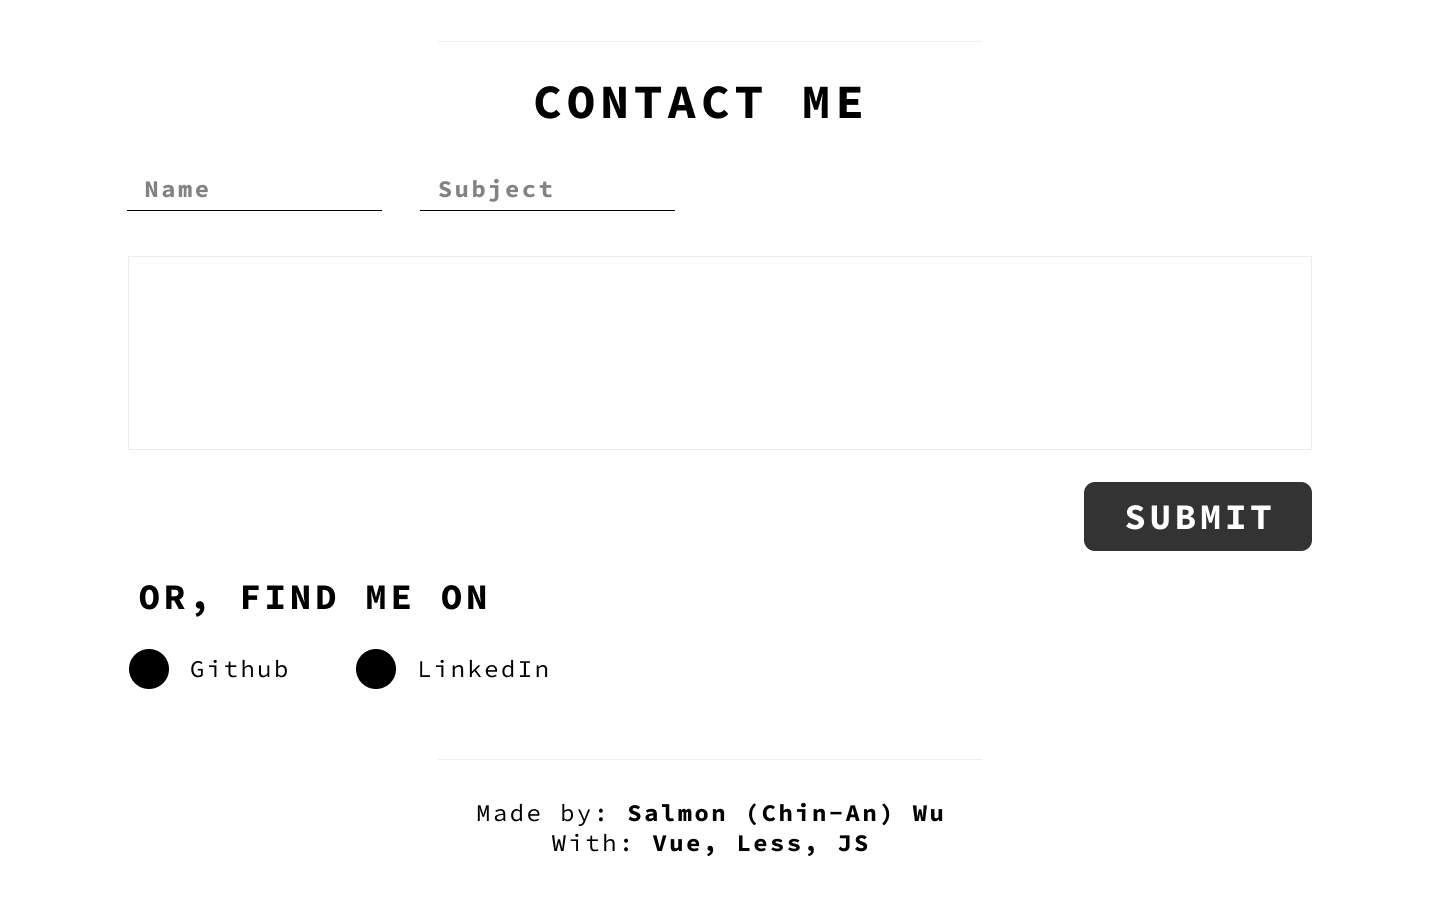 CONTACT ME
Name Subject
SUBMIT
OR, FIND ME ON
Github LinkedIn
Made by: Salmon (Chin-An) Wu
With: Vue, Less, JS